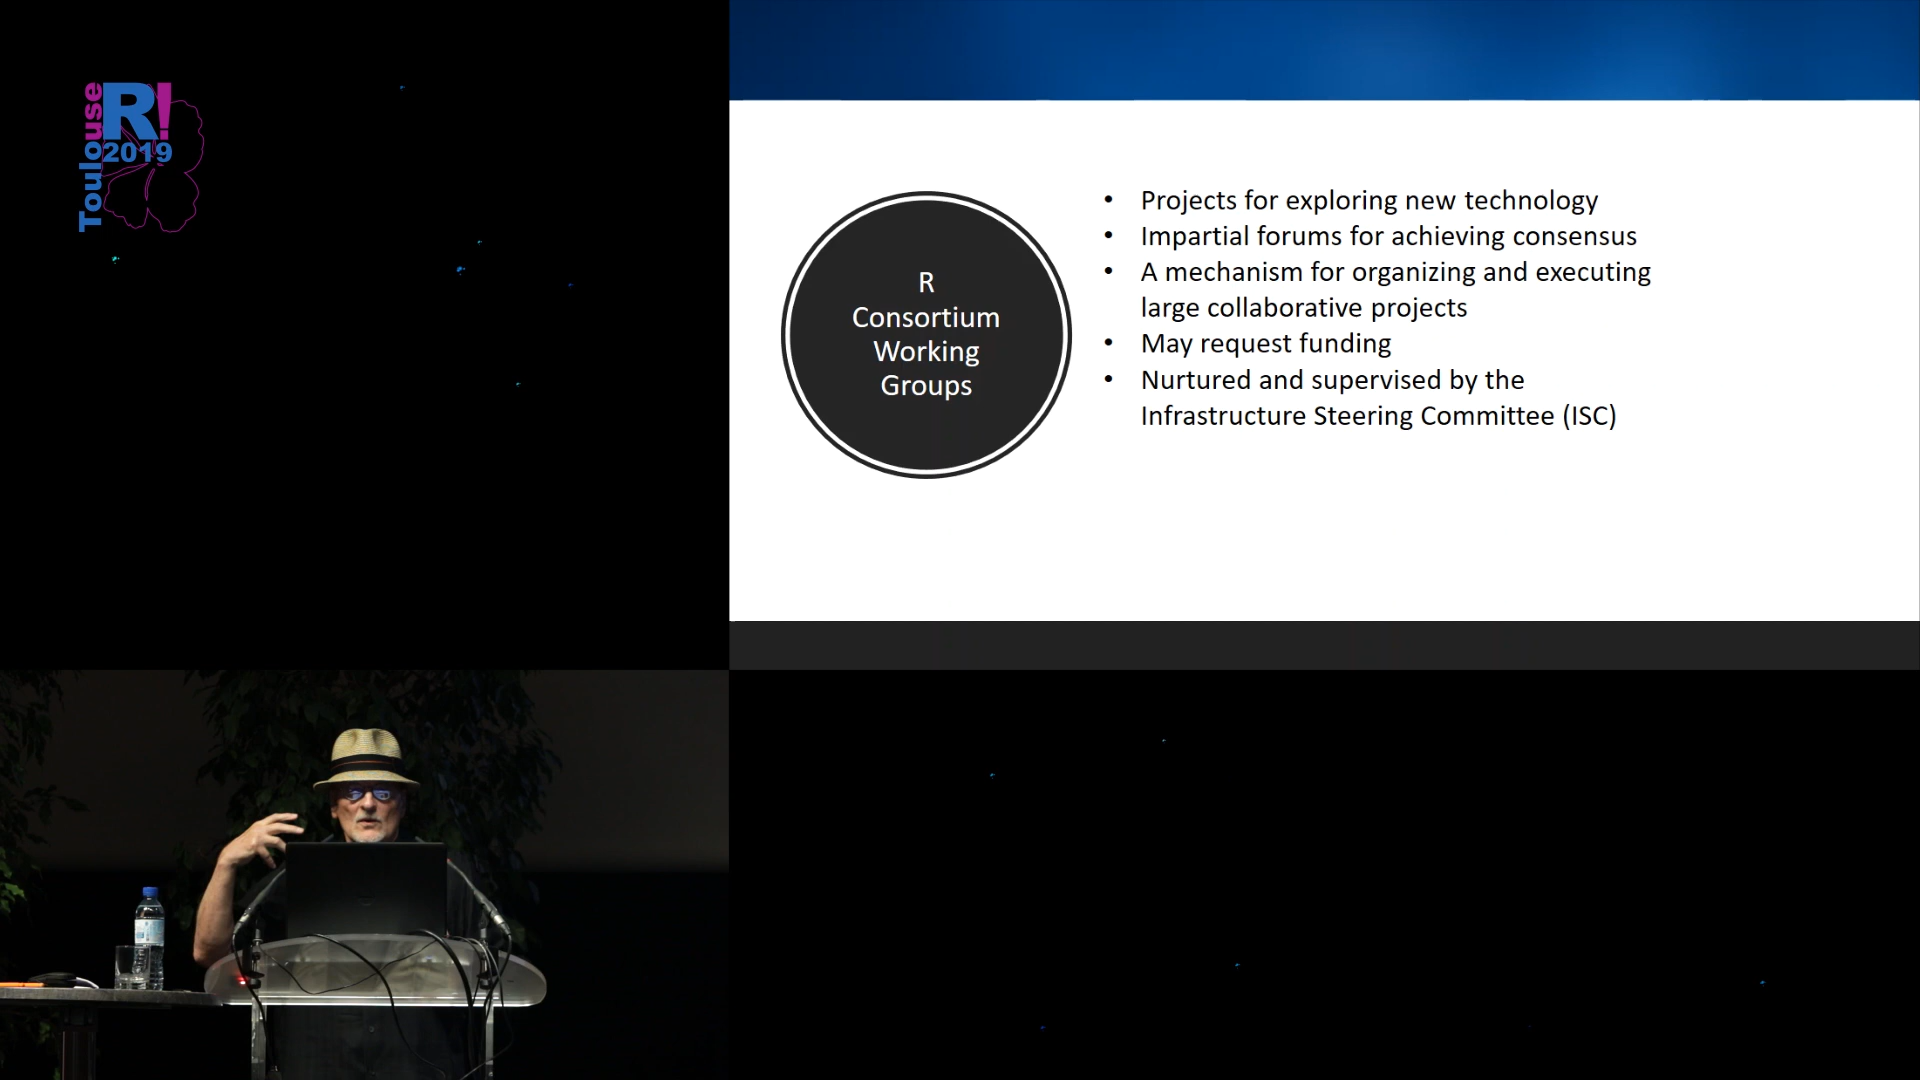 Toulouse
R!
2019
R
Consortium
Working
Groups
• Projects for exploring new technology
• Impartial forums for achieving consensus
• A mechanism for organizing and executing
large collaborative projects
• May request funding
• Nurtured and supervised by the
Infrastructure Steering Committee (ISC)